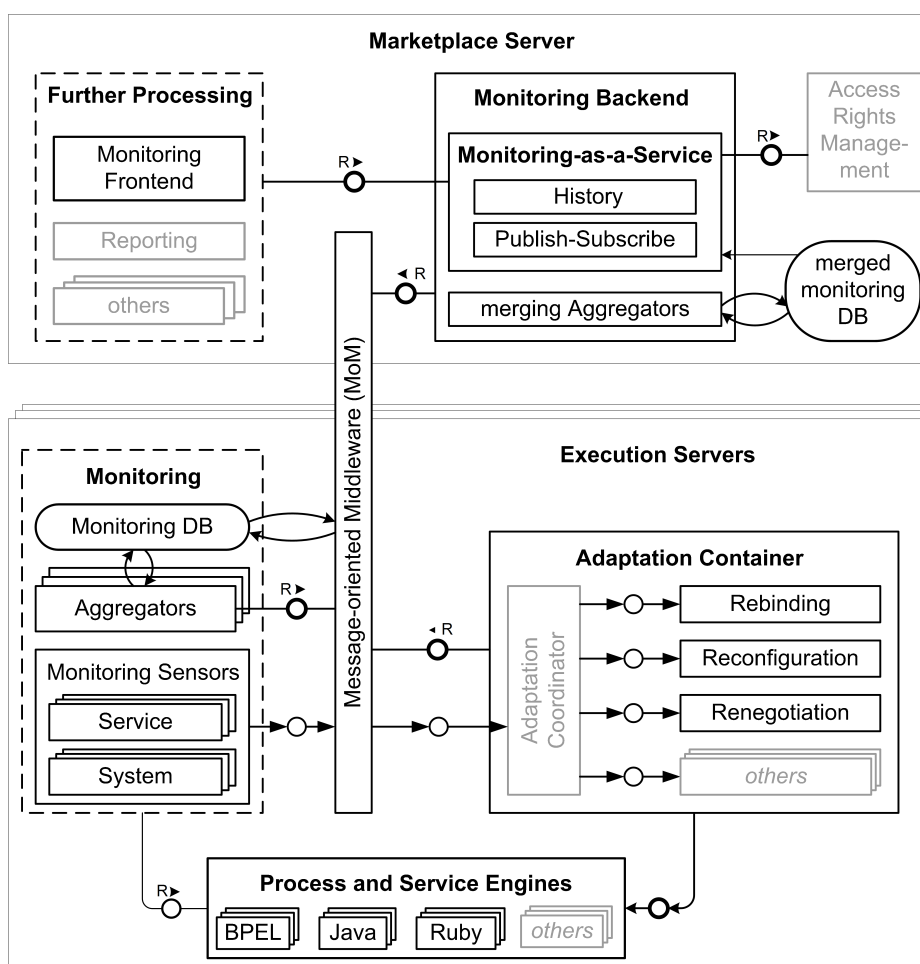 Marketplace Server
Further Processing
Monitoring
Frontend
Reporting
others
R
Monitoring Backend
Monitoring-as-a-Service
History
Publish-Subscribe
merging Aggregators
R
R
Access
Rights
Manage-
ment
merged
monitoring
DB
Message-oriented Middleware (MoM)
Execution Servers
Monitoring
Monitoring DB
Aggregators
R
Monitoring Sensors
Service
System
R
Adaptation Container
Adaptation
Coordinator
Rebinding
Reconfiguration
Renegotiation
others
R
Process and Service Engines
BPEL
Java
Ruby
others